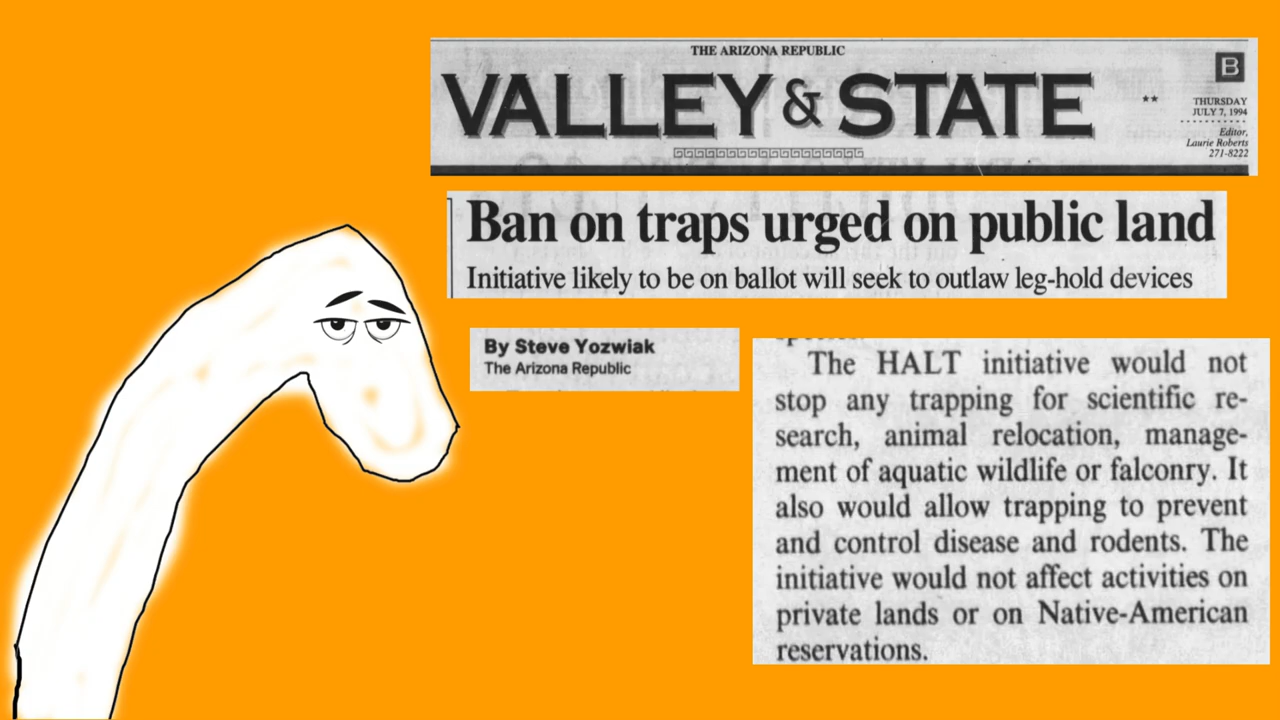 THE ARIZONA REPUBLIC
VALLEY & STATE
B
**
THURSDAY
JULY 7, 1994
Editor,
Laurie Roberts
271-8222
Ban on traps urged on public land
Initiative likely to be on ballot will seek to outlaw leg-hold devices
By Steve Yozwiak
The Arizona Republic
The HALT initiative would not
stop any trapping for scientific re-
search, animal relocation, manage-
ment of aquatic wildlife or falconry. It
also would allow trapping to prevent
and control disease and rodents. The
initiative would not affect activities on
private lands or on Native-American
reservations.